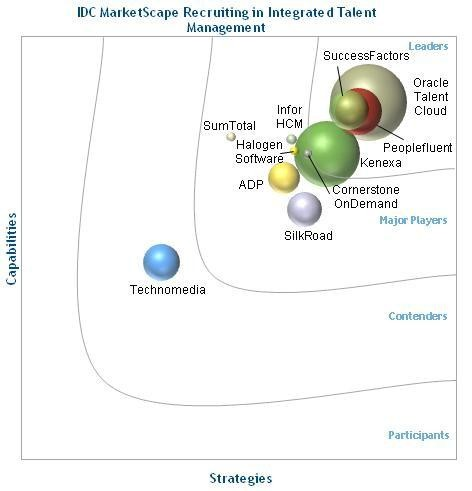 IDC MarketScape Recruiting in Integrated Talent
Management
Leaders
SuccessFactors
Oracle
Talent
Cloud
Infor
HCM
SumTotal
Halogen
Software
Peoplefluent
Kenexa
ADP
Cornerstone
OnDemand
Major Players
SilkRoad
Capabilities
Technomedia
Contenders
Participants
Strategies